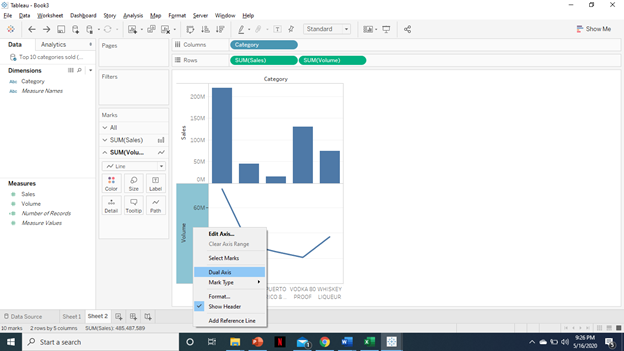 Tableau - Book3
File Data Worksheet Dashboard Story Analysis Map Format Server Window Help
Standard
Show Me
Data Analytics
Top 10 categories sold (...
Dimensions
Abc Category
Abc Measure Names
Measures
# Sales
# Volume
Number of Records
# Measure Values
Pages
Filters
Marks
All
SUM(Sales)
SUM(Volu...
Line
Color Size Label
Detail Tooltip Path
Columns Category
Rows SUM(Sales) SUM(Volume)
Category
Sales
200M
150M
100M
50M
0M
Volume
60M
PUERTO VODKA 80 WHISKEY
RICO & ... PROOF LIQUEUR
Edit Axis...
Clear Axis Range
Select Marks
Dual Axis
Mark Type
Format...
Show Header
Add Reference Line
Data Source Sheet 1 Sheet 2
10 marks 2 rows by 5 columns SUM(Sales): 485,487,589
Start a search
9:26 PM
5/16/2020